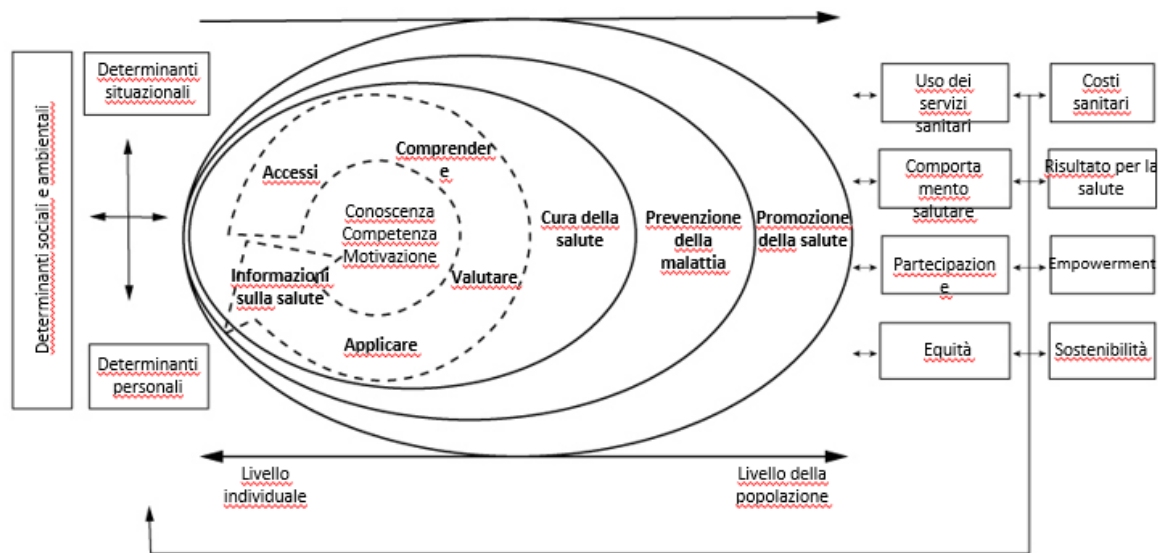 Determinanti sociali e ambientali
Determinanti
situazionali
Determinanti
personali
Accessi
Comprender
e
Conoscenza
Competenza
Motivazione
Informazioni
sulla salute
Valutare
Applicare
Cura della
salute
Prevenzione
della
malattia
Promozione
della salute
Livello
individuale
Livello della
popolazione
Uso dei
servizi
sanitari
Comporta
mento
salutare
Partecipazion
e
Equità
Costi
sanitari
Risultato per la
salute
Empowerment
Sostenibilità